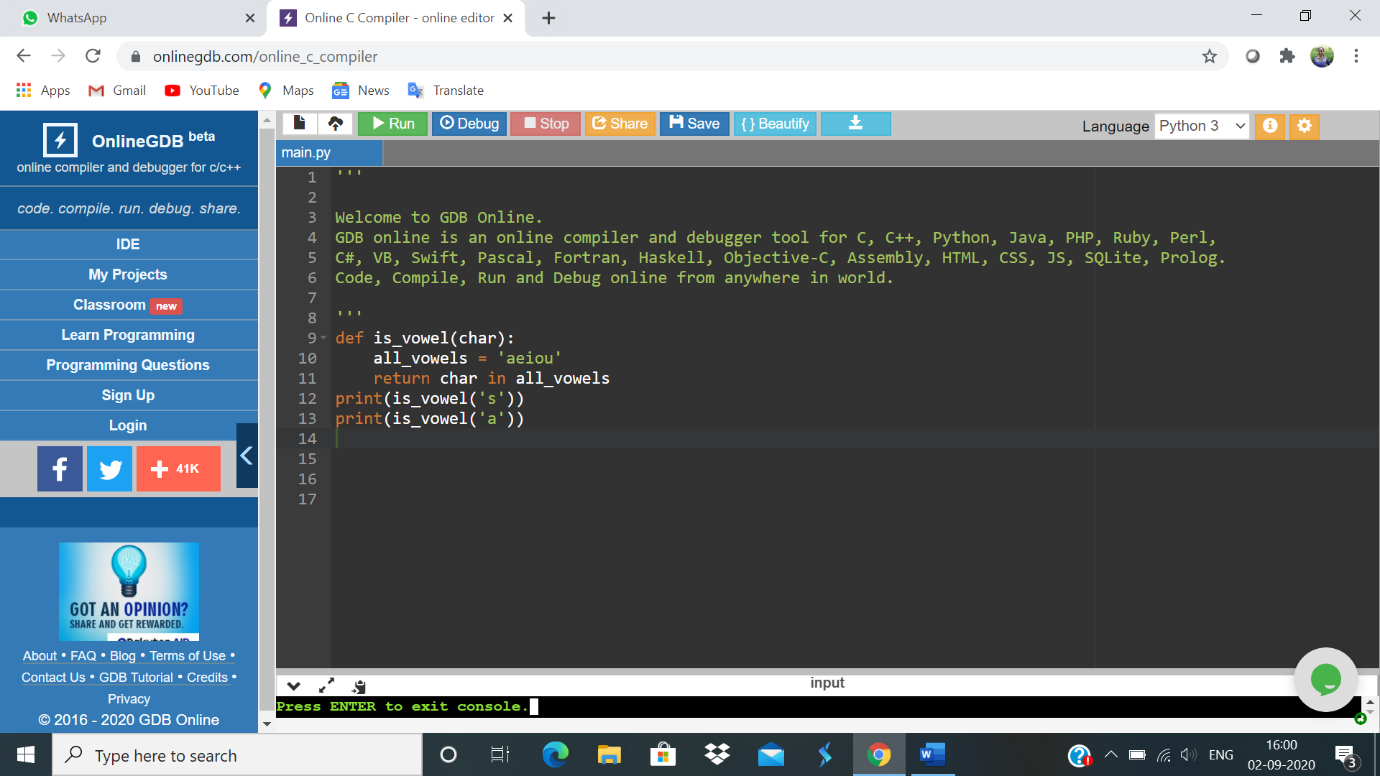 WhatsApp
Online C Compiler - online editor
onlinegdb.com/online_c_compiler
Apps Gmail YouTube Maps News Translate
OnlineGDB beta
online compiler and debugger for c/c++
code. compile. run. debug. share.
IDE
My Projects
Classroom new
Learn Programming
Programming Questions
Sign Up
Login
f
+ 41K
GOT AN OPINION?
SHARE AND GET REWARDED.
About • FAQ • Blog • Terms of Use •
Contact Us • GDB Tutorial • Credits •
Privacy
© 2016 - 2020 GDB Online
Run Debug Stop Share Save { } Beautify
Language Python 3
main.py
1 '''
2
3 Welcome to GDB Online.
4 GDB online is an online compiler and debugger tool for C, C++, Python, Java, PHP, Ruby, Perl,
5 C#, VB, Swift, Pascal, Fortran, Haskell, Objective-C, Assembly, HTML, CSS, JS, SQLite, Prolog.
6 Code, Compile, Run and Debug online from anywhere in world.
7
8 '''
9 def is_vowel(char):
10 all_vowels = 'aeiou'
11 return char in all_vowels
12 print(is_vowel('s'))
13 print(is_vowel('a'))
14
15
16
17
input
Press ENTER to exit console.
Type here to search
ENG
16:00
02-09-2020
3